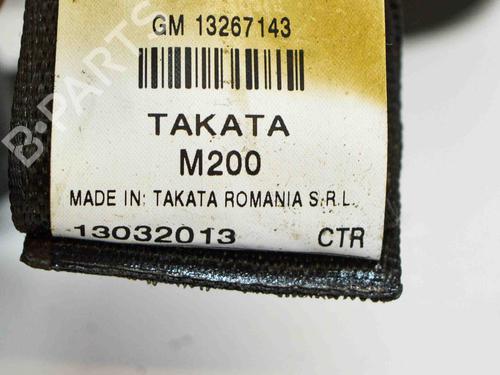 GM 13267143
TAKATA
M200
MADE IN: TAKATA ROMANIA S.R.L.
13032013 CTR
B-PARTS